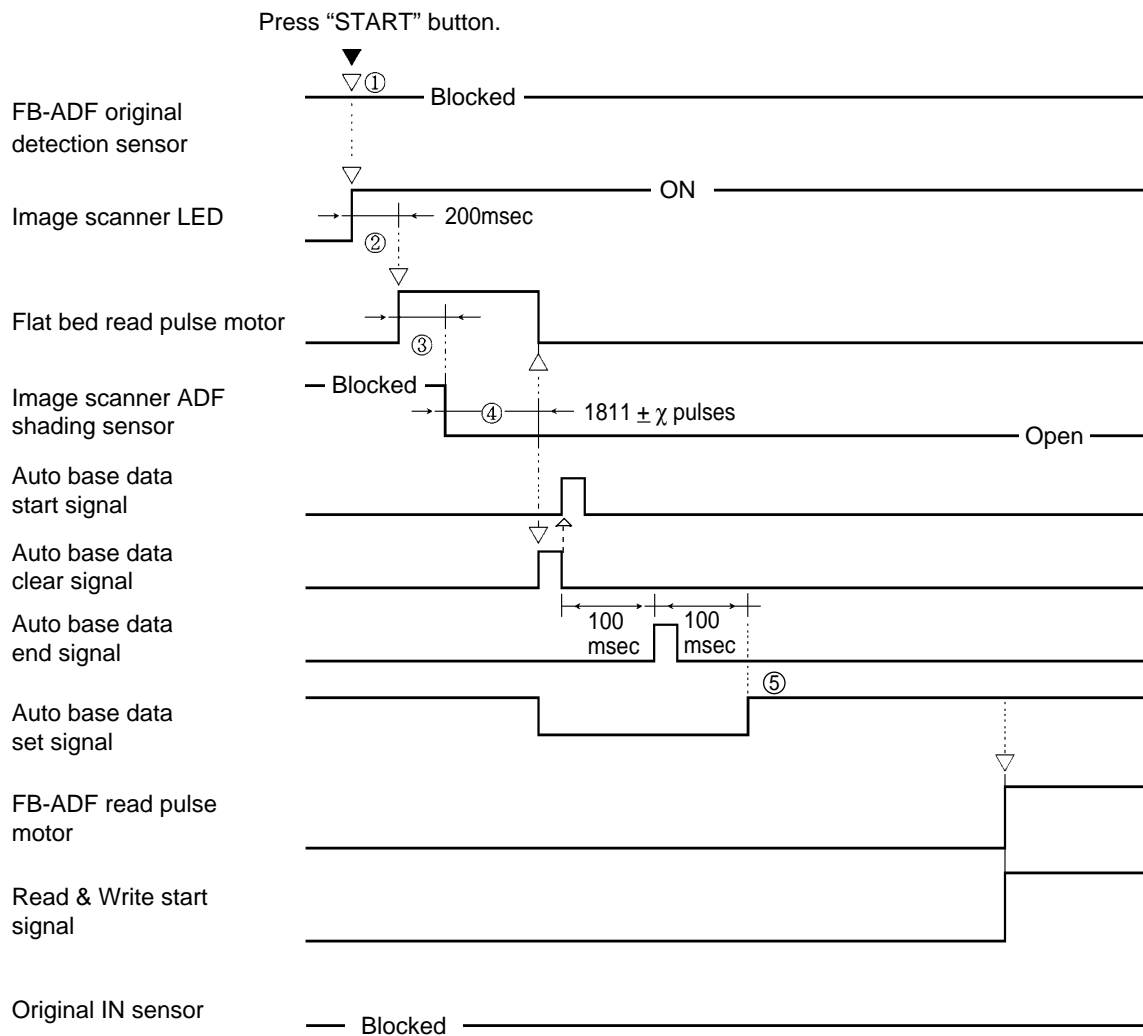 Press “START” button.
①
FB-ADF original
detection sensor
Blocked
Image scanner LED
ON
200msec
②
Flat bed read pulse motor
③
Image scanner ADF
shading sensor
Blocked
④
1811 ± χ pulses
Open
Auto base data
start signal
Auto base data
clear signal
Auto base data
end signal
100
msec
100
msec
⑤
Auto base data
set signal
FB-ADF read pulse
motor
Read & Write start
signal
Original IN sensor
Blocked